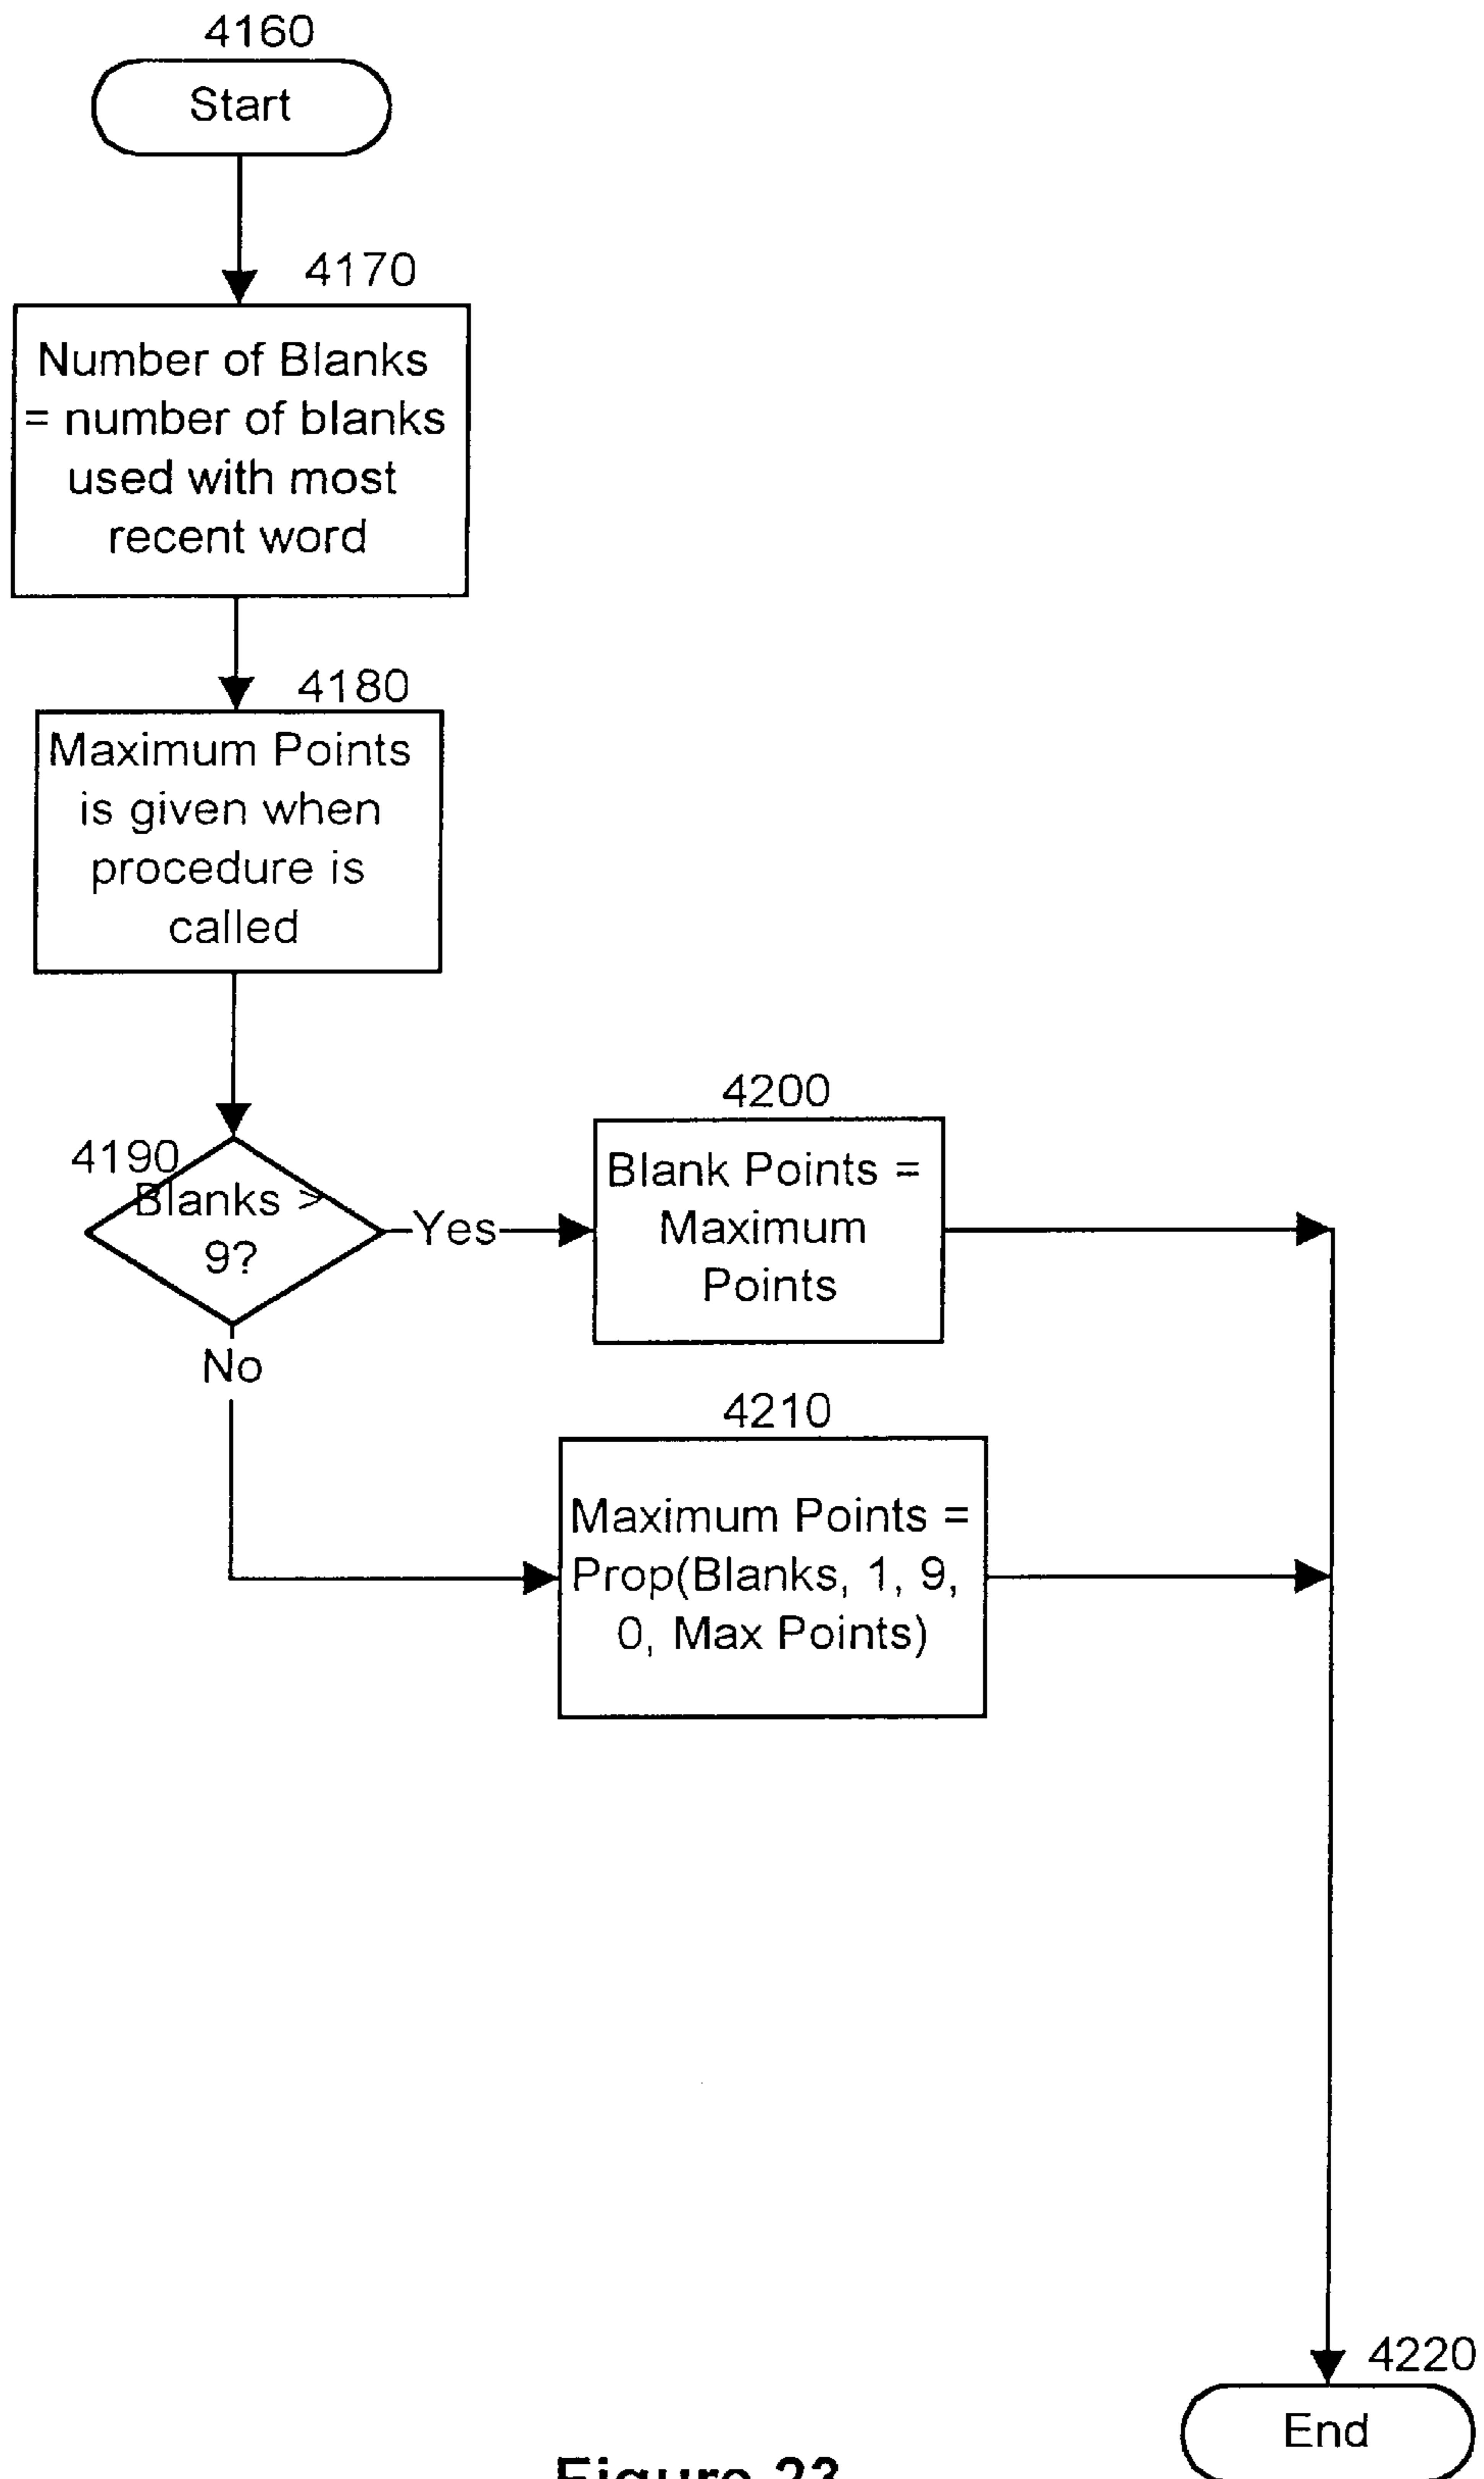 4160
Start
4170
Number of Blanks
= number of blanks
used with most
recent word
4180
Maximum Points
is given when
procedure is
called
4190
Blanks >
9?
Yes
4200
Blank Points =
Maximum
Points
No
4210
Maximum Points =
Prop(Blanks, 1, 9,
0, Max Points)
4220
End
Figure 23